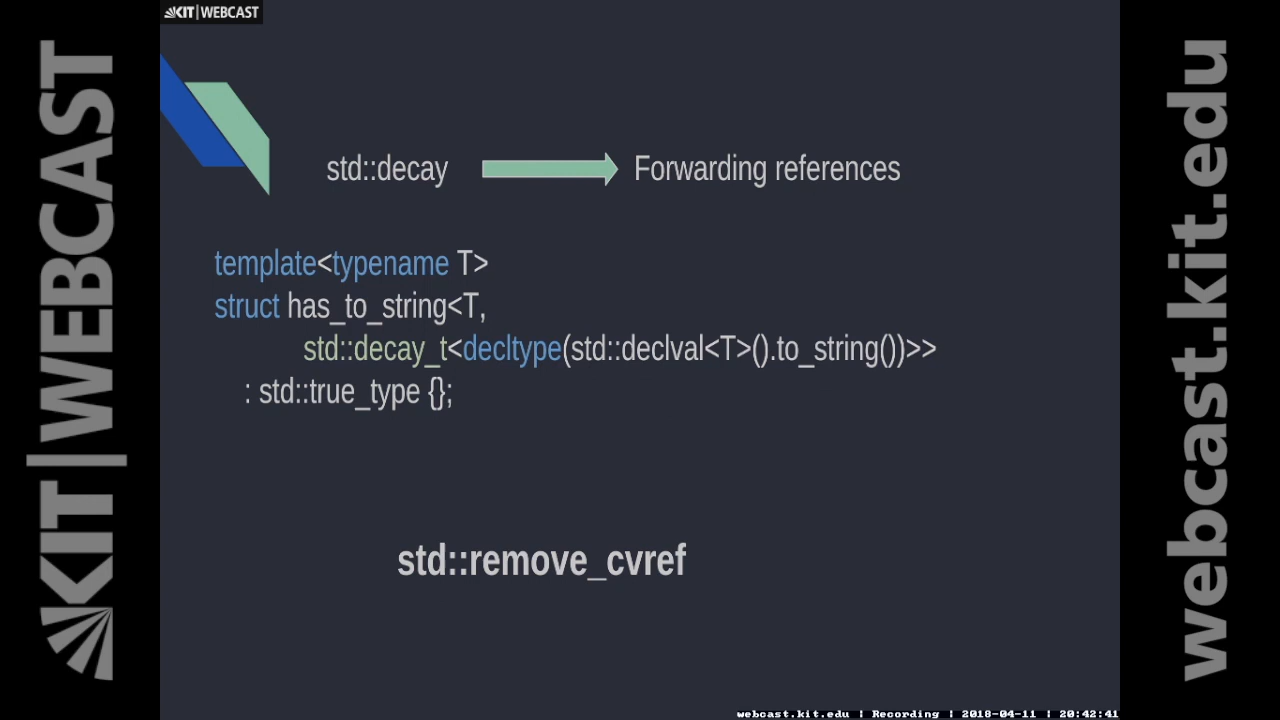 KIT|WEBCAST
KIT|WEBCAST
std::decay
Forwarding references
template<typename T>
struct has_to_string<T,
std::decay_t<decltype(std::declval<T>().to_string())>>
: std::true_type {};
std::remove_cvref
webcast.kit.edu
webcast.kit.edu | Recording | 2018-04-11 | 20:42:41